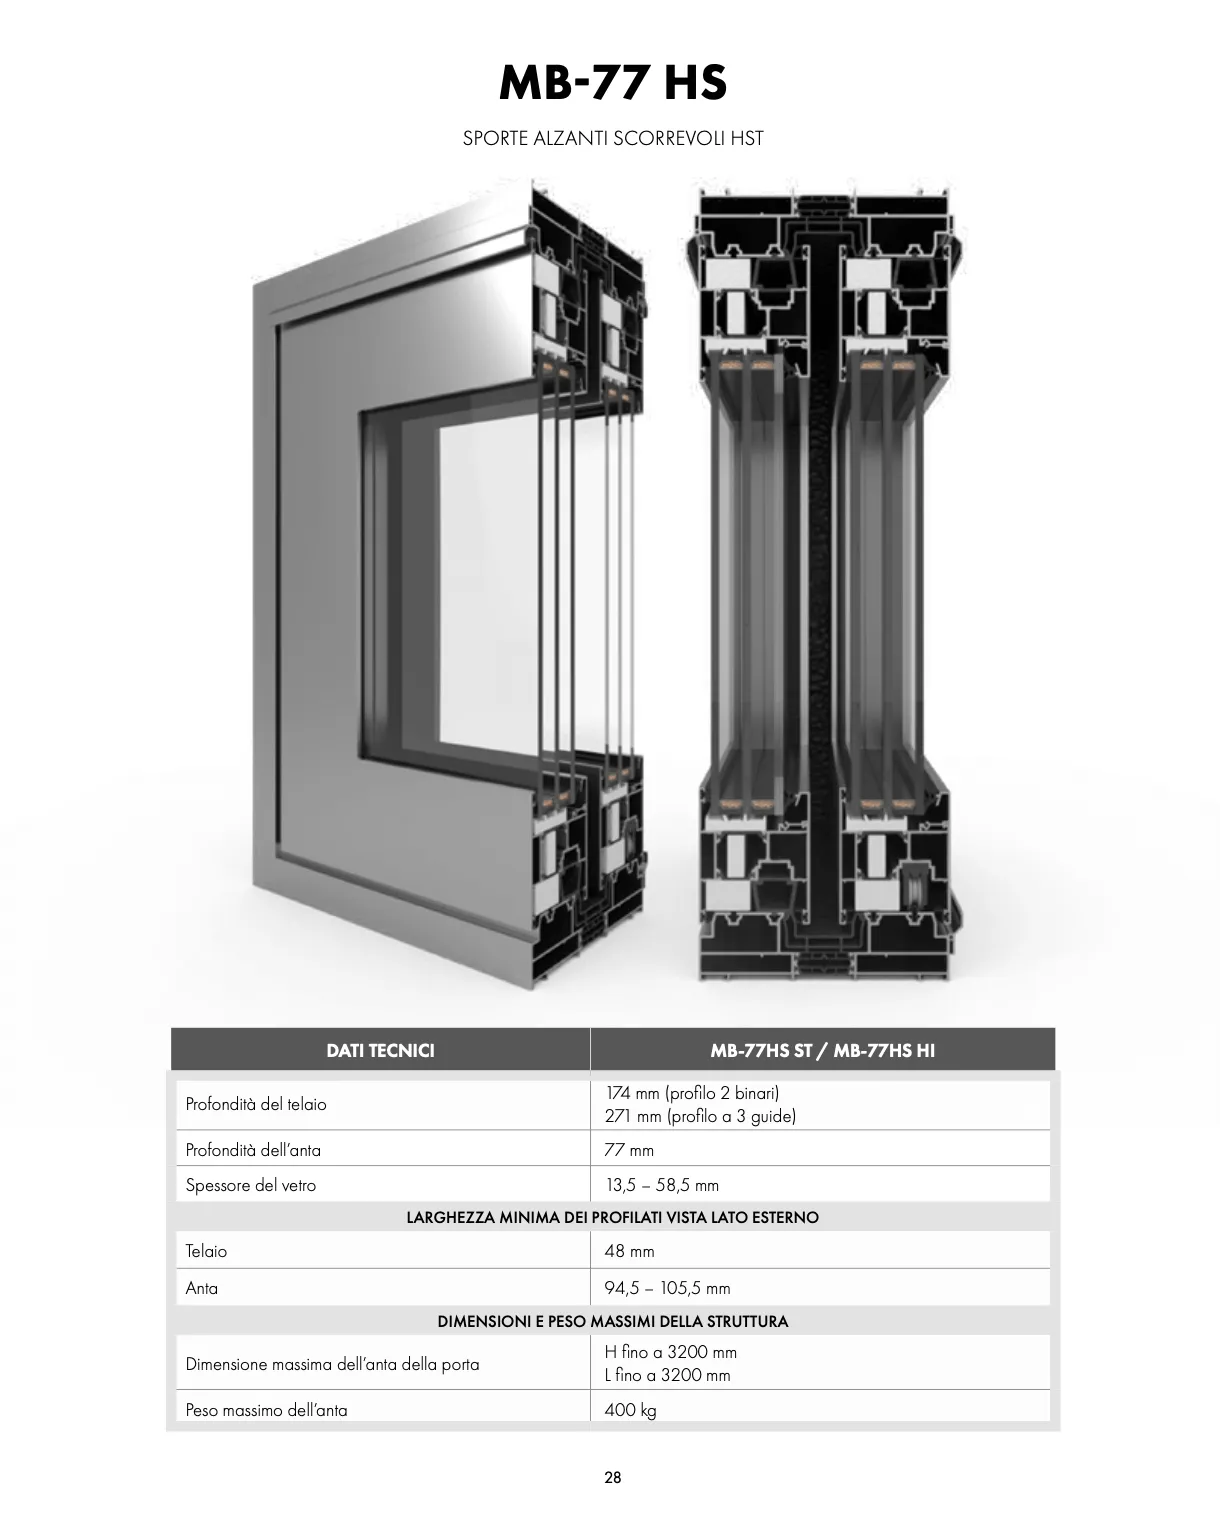 MB-77 HS
SPORTE ALZANTI SCORREVOLI HST
DATI TECNICI
MB-77HS ST / MB-77HS HI
Profondità del telaio
174 mm (profilo 2 binari)
271 mm (profilo a 3 guide)
Profondità dell'anta
77 mm
Spessore del vetro
13,5 – 58,5 mm
LARGHEZZA MINIMA DEI PROFILATI VISTA LATO ESTERNO
Telaio
48 mm
Anta
94,5 – 105,5 mm
DIMENSIONI E PESO MASSIMI DELLA STRUTTURA
Dimensione massima dell'anta della porta
H fino a 3200 mm
L fino a 3200 mm
Peso massimo dell'anta
400 kg
28